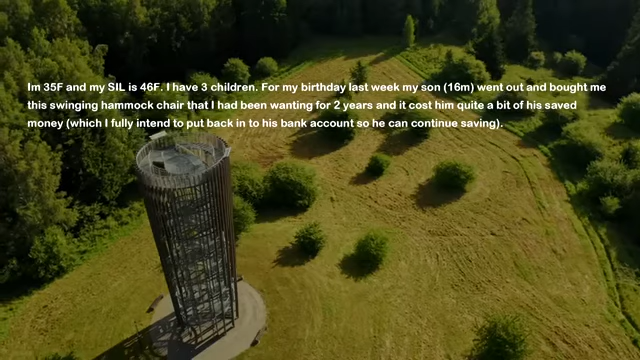 Im 35F and my SIL is 46F. I have 3 children. For my birthday last week my son (16m) went out and bought me
this swinging hammock chair that I had been wanting for 2 years and it cost him quite a bit of his saved
money (which I fully intend to put back in to his bank account so he can continue saving).